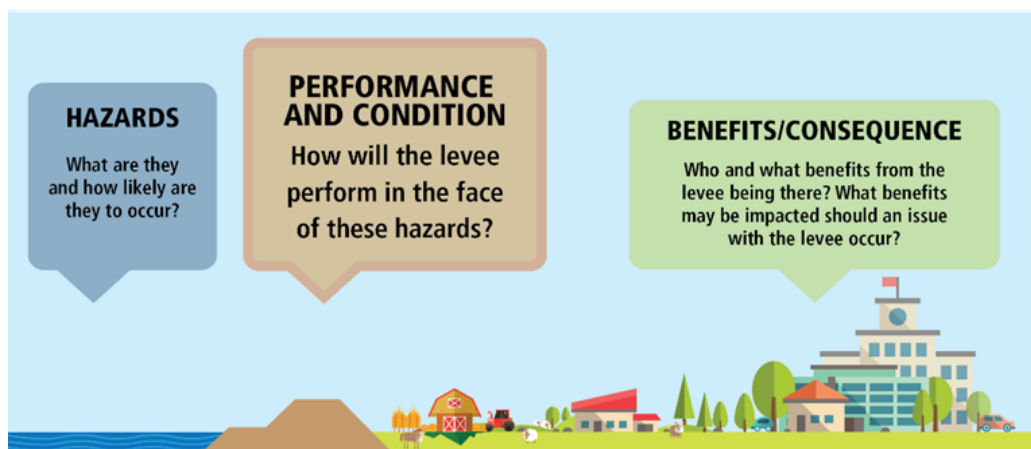 HAZARDS
What are they
and how likely are
they to occur?
PERFORMANCE
AND CONDITION
How will the levee
perform in the face
of these hazards?
BENEFITS/CONSEQUENCE
Who and what benefits from the
levee being there? What benefits
may be impacted should an issue
with the levee occur?